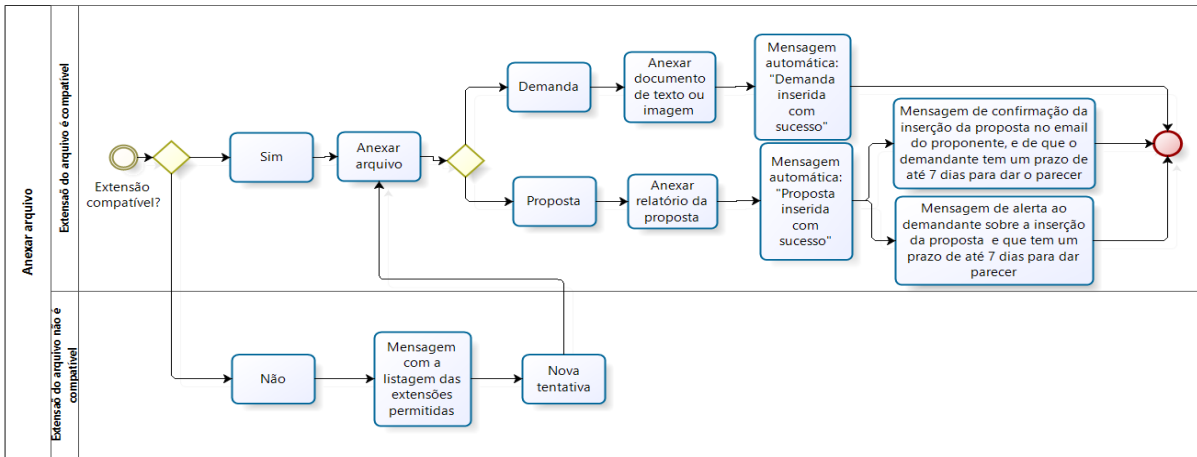 Anexar arquivo
Extensaõ do arquivo é compatível
Extensão
compatível?
Sim
Anexar
arquivo
Demanda
Anexar
documento
de texto ou
imagem
Mensagem
automática:
"Demanda
inserida
com
sucesso"
Proposta
Anexar
relatório da
proposta
Mensagem
automática:
"Proposta
inserida
com
sucesso"
Mensagem de confirmação da
inserção da proposta no email
do proponente, e de que o
demandante tem um prazo de
até 7 dias para dar o parecer
Mensagem de alerta ao
demandante sobre a inserção
da proposta e que tem um
prazo de até 7 dias para dar
parecer
Extensaõ do arquivo não é
compatível
Não
Mensagem
com a
listagem das
extensões
permitidas
Nova
tentativa